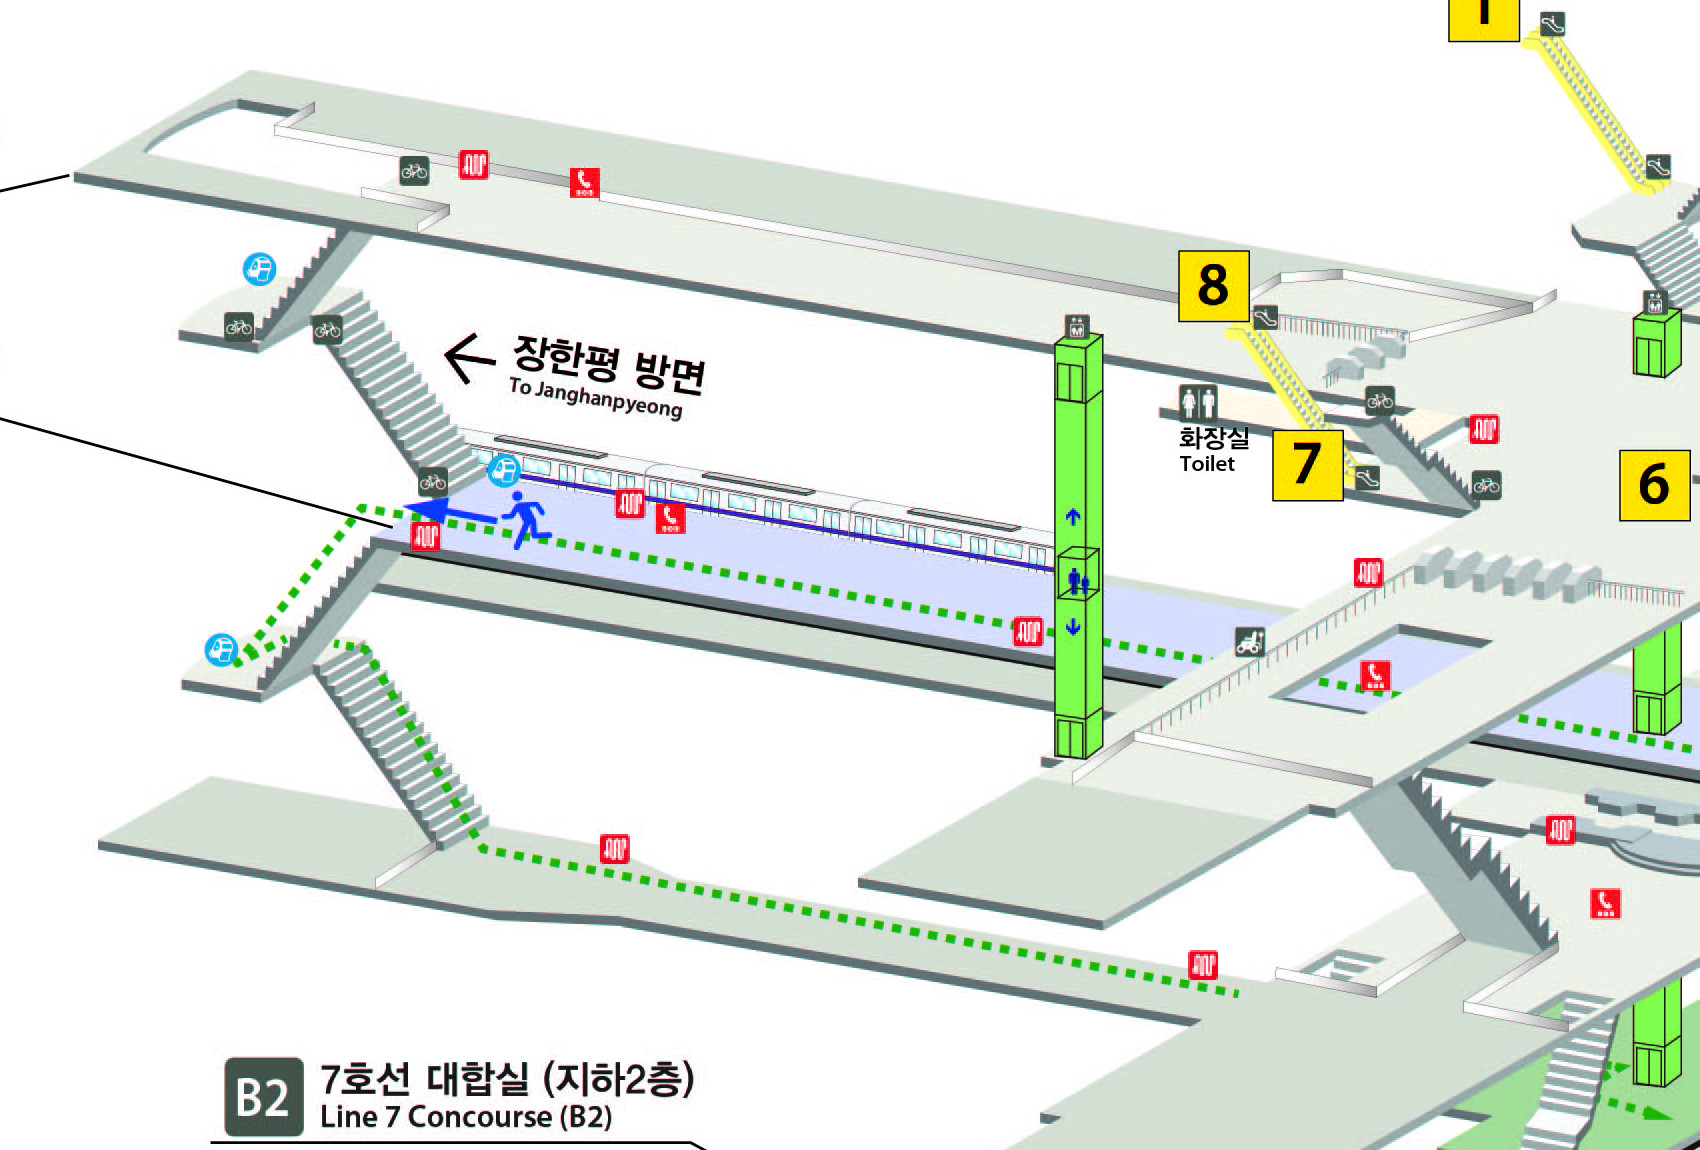 1
8
← 장한평 방면
To Janghanpyeong
화장실
Toilet
7
6
B2
7호선 대합실 (지하2층)
Line 7 Concourse (B2)